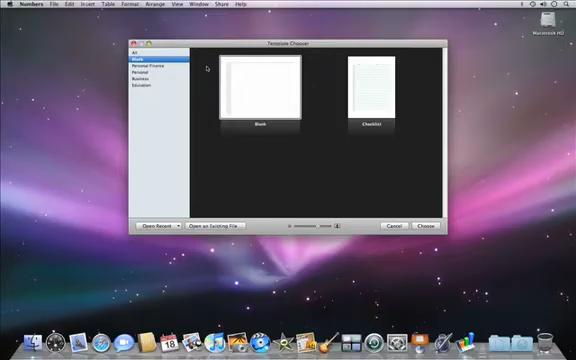 Numbers File Edit Insert Table Format Arrange View Window Share Help
Macintosh HD
Template Chooser
All
Blank
Personal Finance
Personal
Business
Education
Blank
Checklist
Open Recent
Open an Existing File...
Cancel
Choose
18